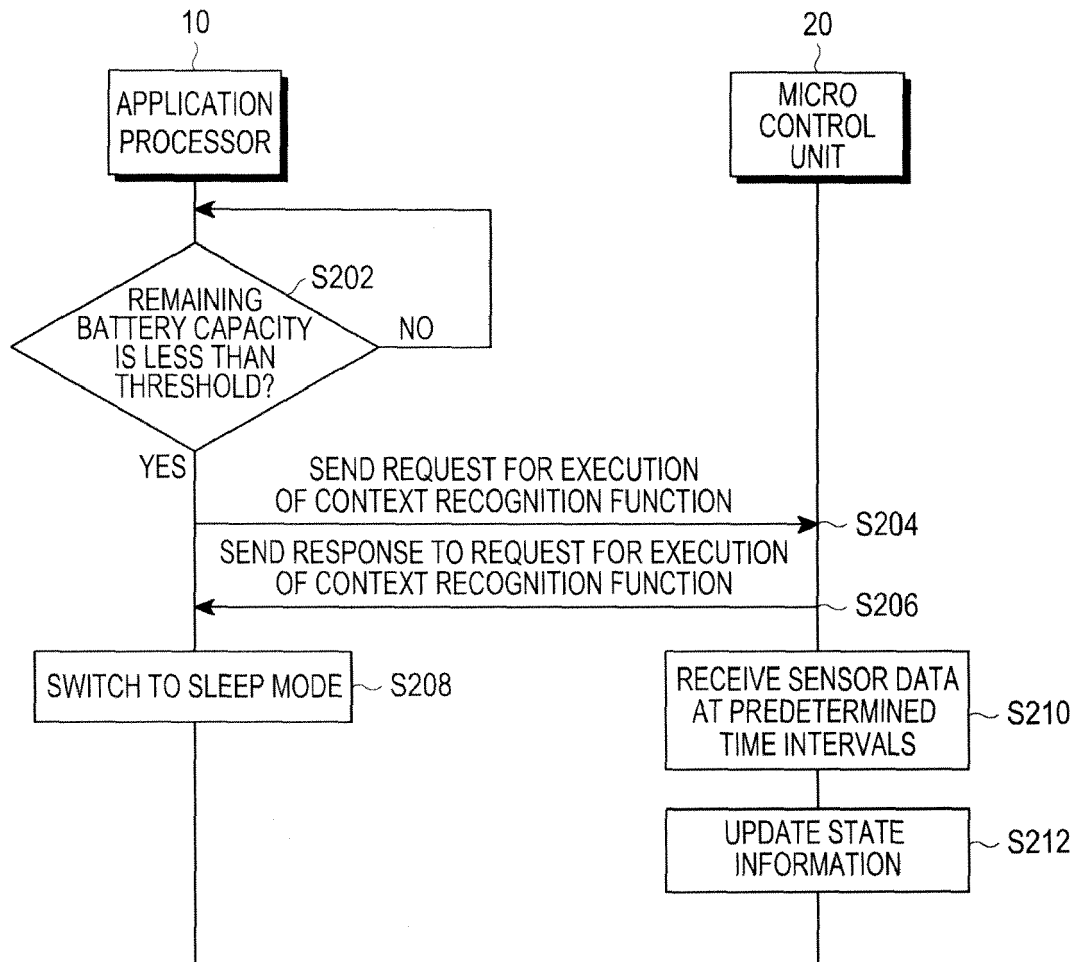 10
20
APPLICATION
PROCESSOR
MICRO
CONTROL
UNIT
S202
REMAINING
BATTERY CAPACITY
IS LESS THAN
THRESHOLD?
NO
YES
SEND REQUEST FOR EXECUTION
OF CONTEXT RECOGNITION FUNCTION
S204
SEND RESPONSE TO REQUEST FOR EXECUTION
OF CONTEXT RECOGNITION FUNCTION
S206
SWITCH TO SLEEP MODE
S208
RECEIVE SENSOR DATA
AT PREDETERMINED
TIME INTERVALS
S210
UPDATE STATE
INFORMATION
S212